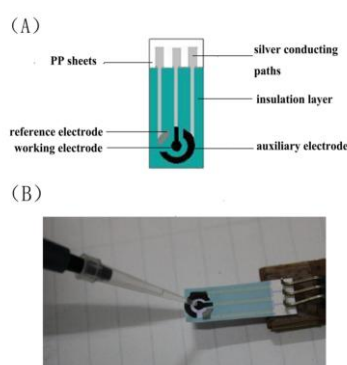 (A)
PP sheets
silver conducting
paths
insulation layer
reference electrode
working electrode
auxiliary electrode
(B)